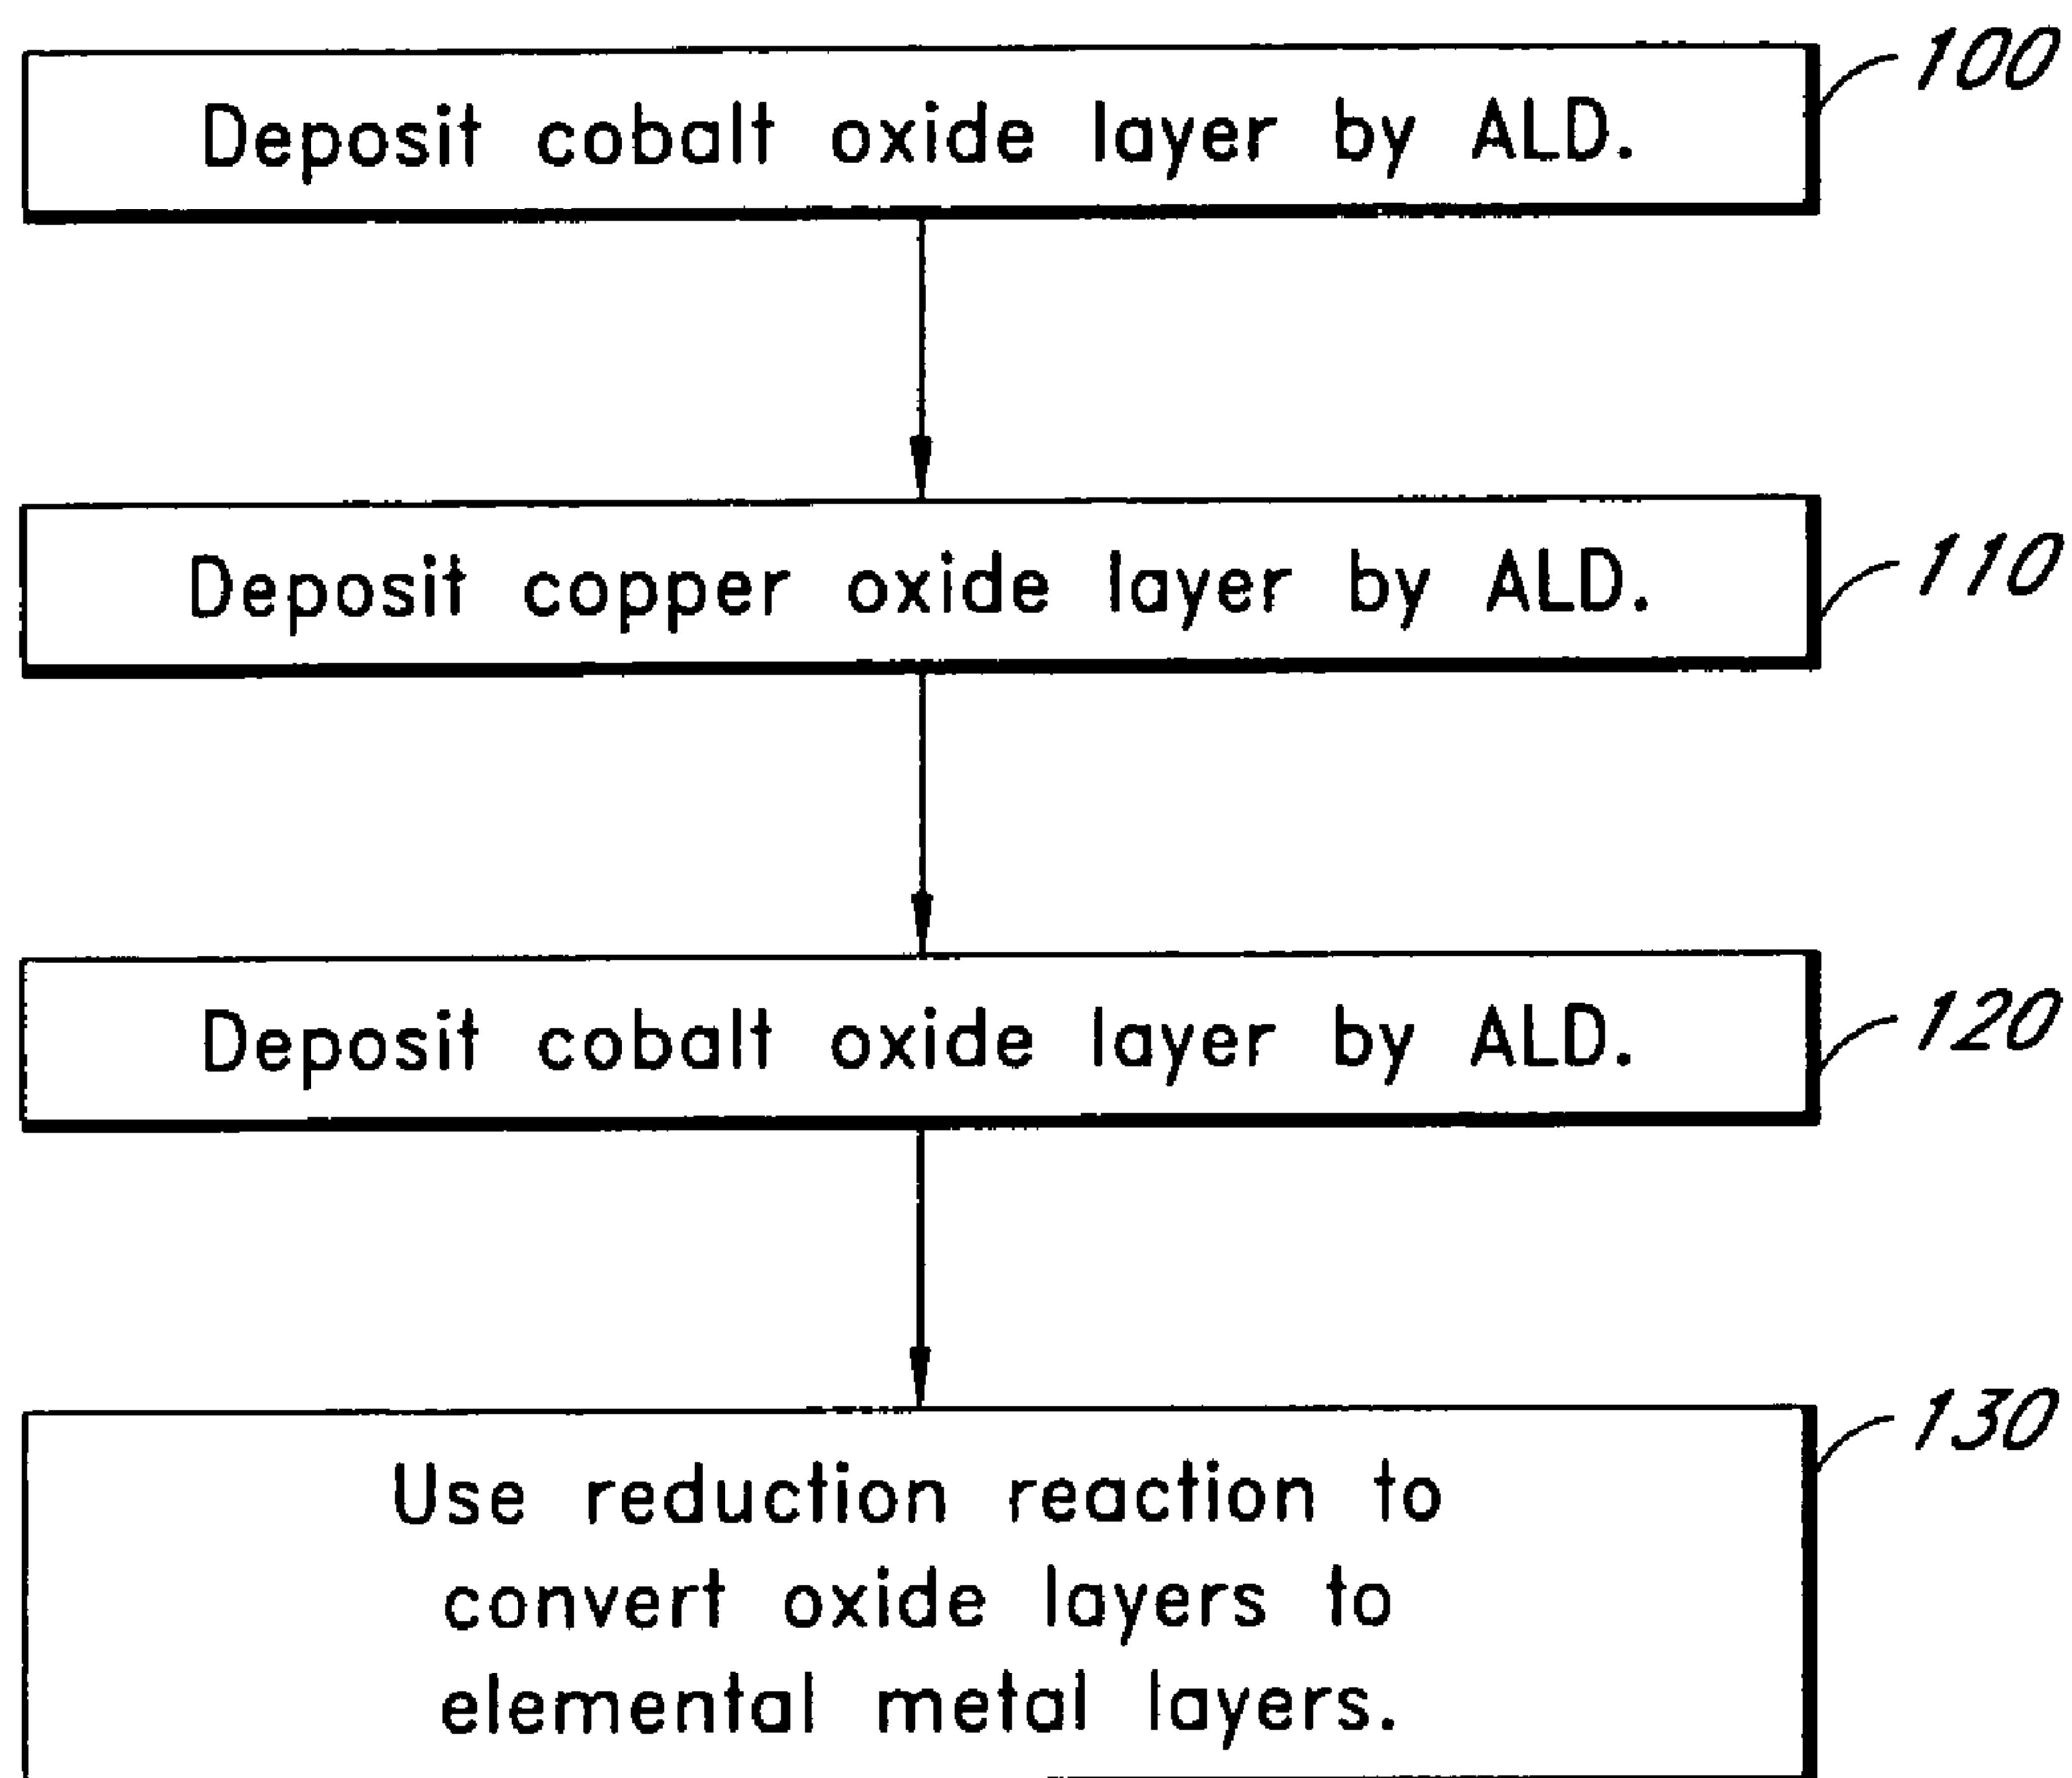 100
Deposit cobalt oxide layer by ALD.
110
Deposit copper oxide layer by ALD.
120
Deposit cobalt oxide layer by ALD.
130
Use reduction reaction to
convert oxide layers to
elemental metal layers.